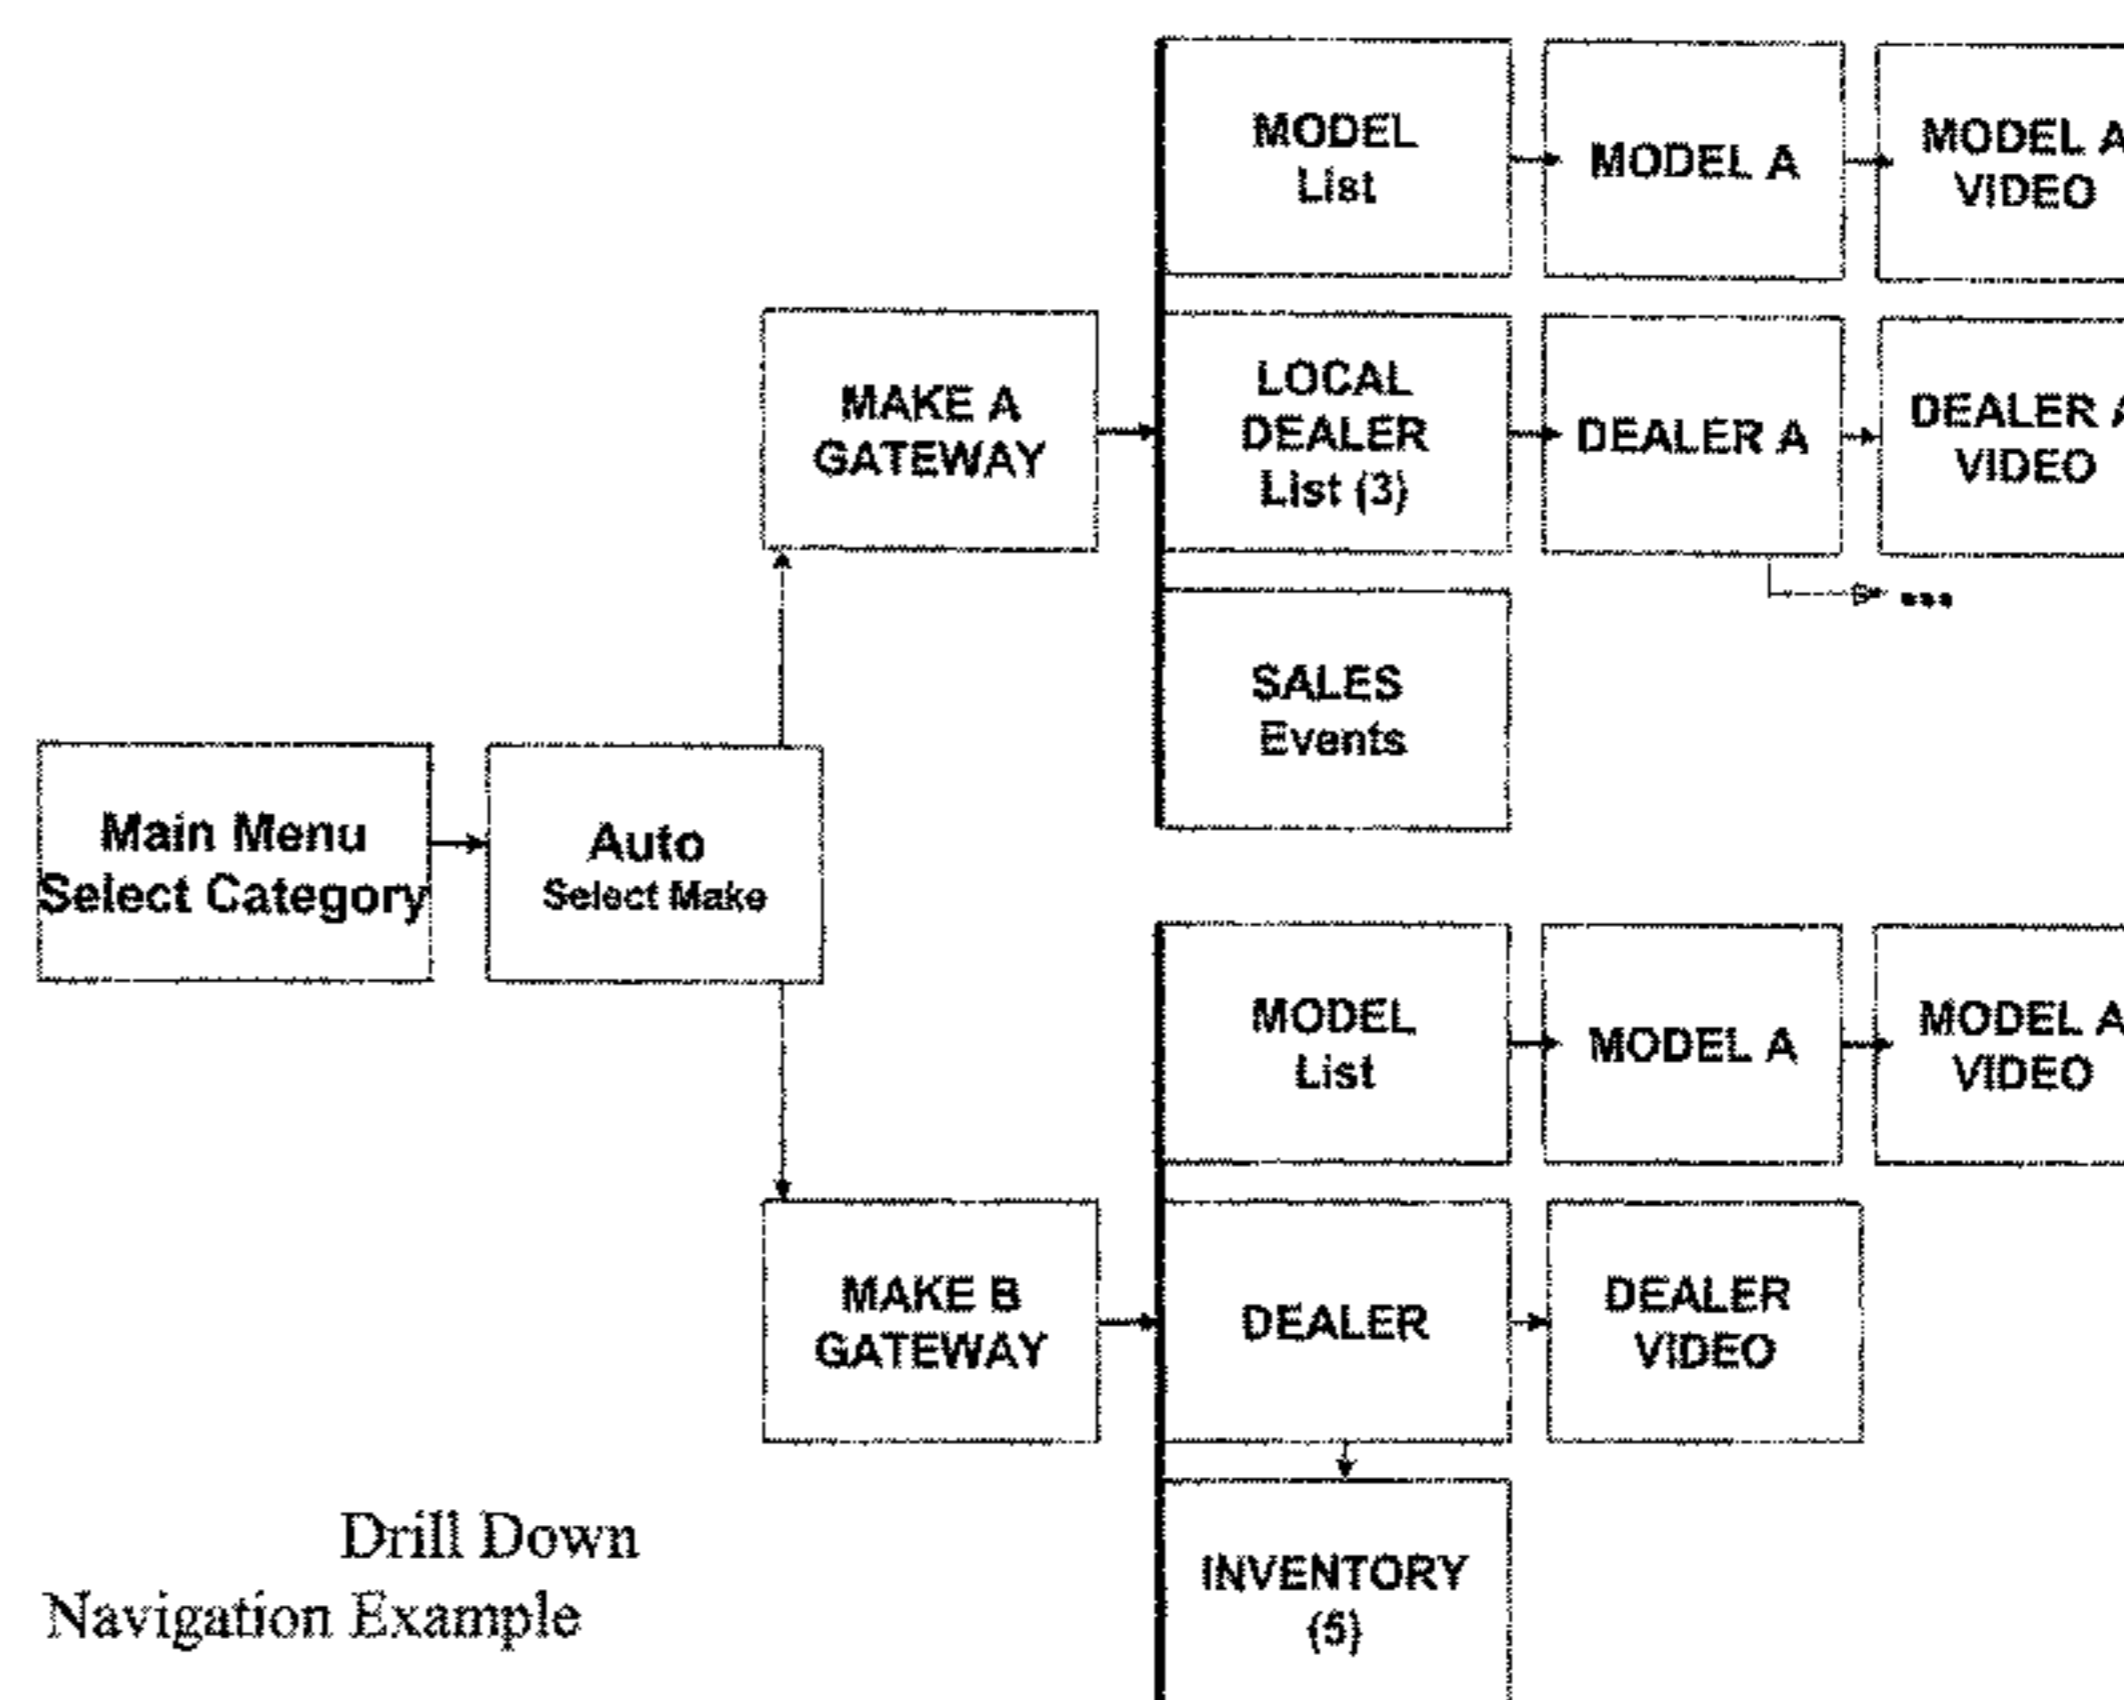 MODEL
List
MODEL A
MODEL A
VIDEO
MAKE A
GATEWAY
LOCAL
DEALER
List (3)
DEALER A
DEALER A
VIDEO
...
SALES
Events
Main Menu
Select Category
Auto
Select Make
MODEL
List
MODEL A
MODEL A
VIDEO
MAKE B
GATEWAY
DEALER
DEALER
VIDEO
INVENTORY
(5)
Drill Down
Navigation Example